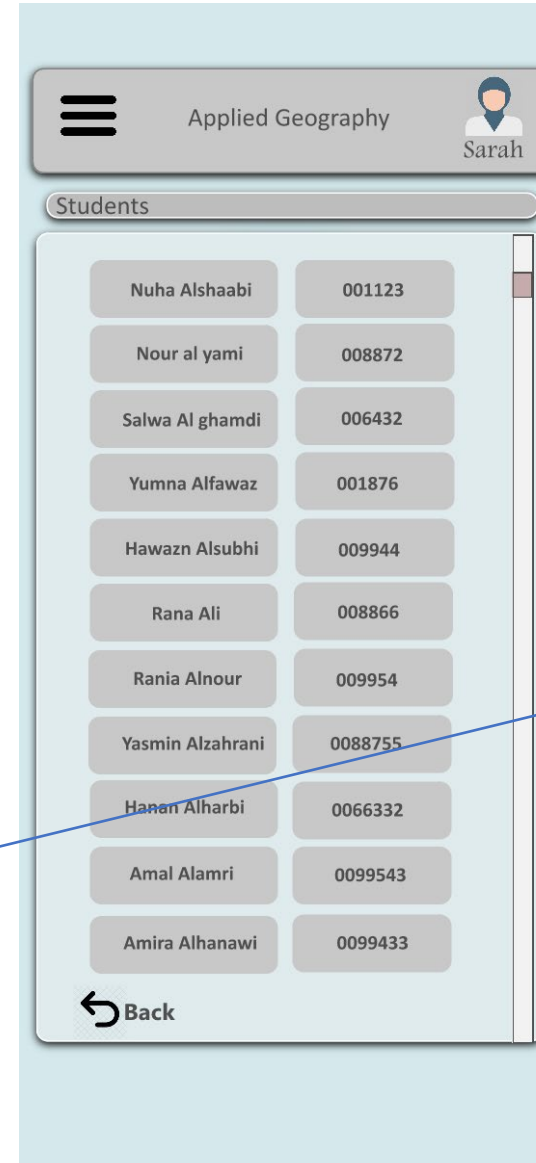 Applied Geography
Sarah
Students
Nuha Alshaabi 001123
Nour al yami 008872
Salwa Al ghamdi 006432
Yumna Alfawaz 001876
Hawazn Alsubhi 009944
Rana Ali 008866
Rania Alnour 009954
Yasmin Alzahrani 0088755
Hanan Alharbi 0066332
Amal Alamri 0099543
Amira Alhanawi 0099433
Back